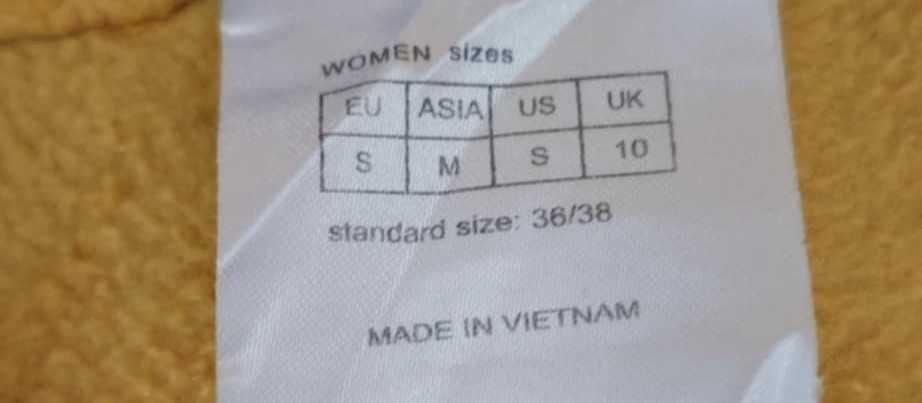 WOMEN sizes
EU ASIA US UK
S M S 10
standard size: 36/38
MADE IN VIETNAM